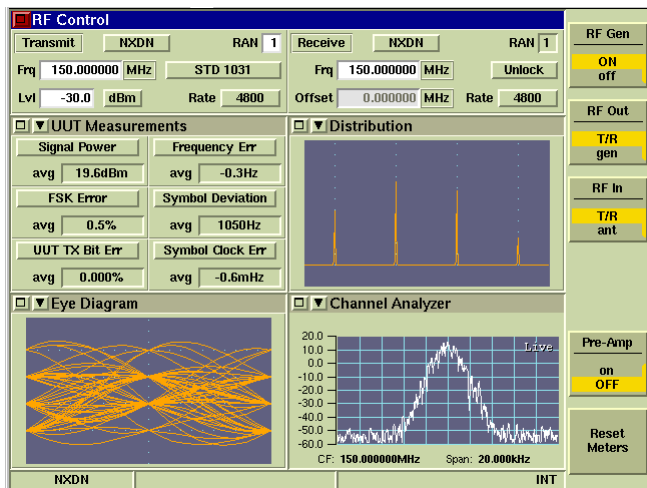 RF Control
Transmit NXDN RAN 1
Frq 150.000000 MHz STD 1031
Lvl -30.0 dBm Rate 4800
Receive NXDN RAN 1
Frq 150.000000 MHz Unlock
Offset 0.000000 MHz Rate 4800
UUT Measurements
Signal Power Frequency Err
avg 19.6dBm avg -0.3Hz
FSK Error Symbol Deviation
avg 0.5% avg 1050Hz
UUT TX Bit Err Symbol Clock Err
avg 0.000% avg -0.6mHz
Distribution
Eye Diagram
Channel Analyzer
Live
20.0
10.0
0.0
-10.0
-20.0
-30.0
-40.0
-50.0
-60.0
CF: 150.000000MHz Span: 20.000kHz
RF Gen
ON
off
RF Out
T/R
gen
RF In
T/R
ant
Pre-Amp
on
OFF
Reset
Meters
NXDN INT